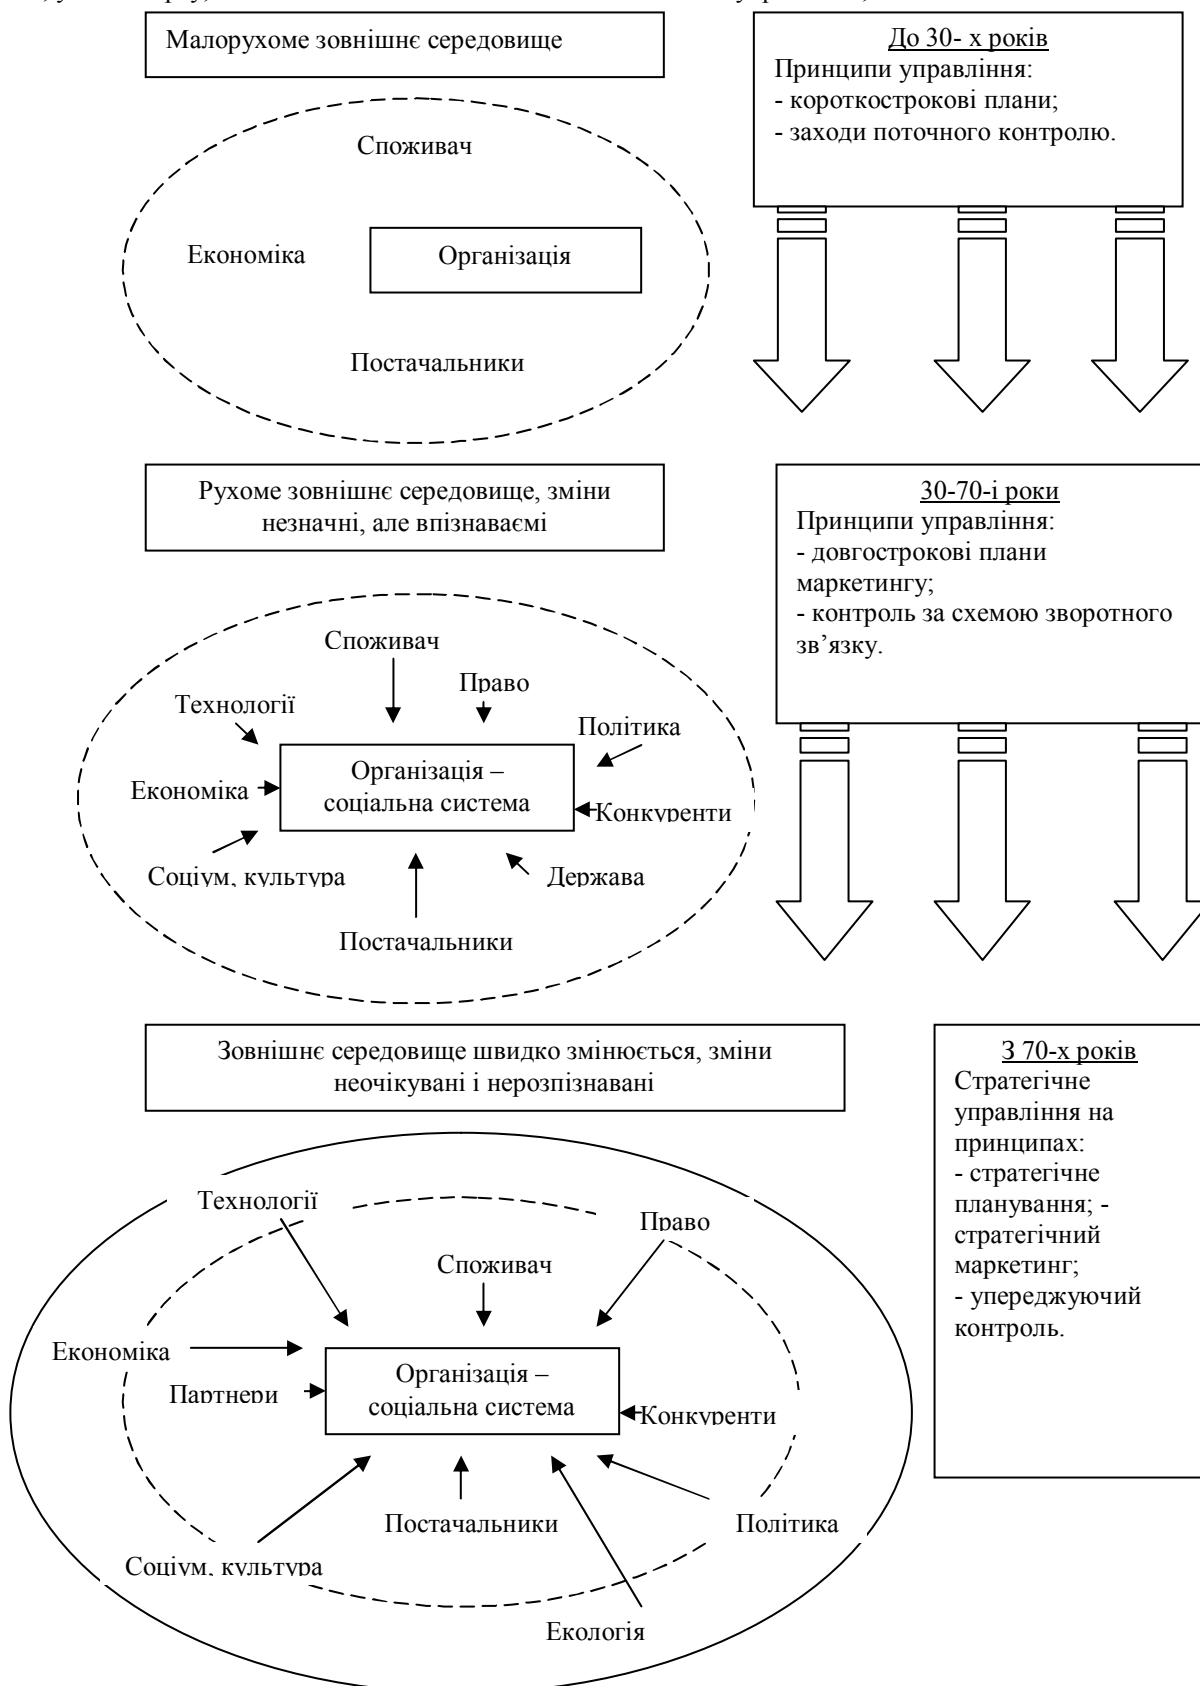 Малорухоме зовнішнє середовище
До 30- х років
Принципи управління:
- короткострокові плани;
- заходи поточного контролю.
Споживач
Економіка
Організація
Постачальники
Рухоме зовнішнє середовище, зміни
незначні, але впізнаваємі
30-70-і роки
Принципи управління:
- довгострокові плани
маркетингу;
- контроль за схемою зворотного
зв’язку.
Споживач
Право
Технології
Політика
Організація –
соціальна система
Економіка
Конкуренти
Соціум, культура
Держава
Постачальники
Зовнішнє середовище швидко змінюється, зміни
неочікувані і нерозпізнавані
З 70-х років
Стратегічне
управління на
принципах:
- стратегічне
планування; -
стратегічний
маркетинг;
- упереджуючий
контроль.
Технології
Право
Споживач
Економіка
Організація –
соціальна система
Партнери
Конкуренти
Постачальники
Політика
Соціум, культура
Екологія